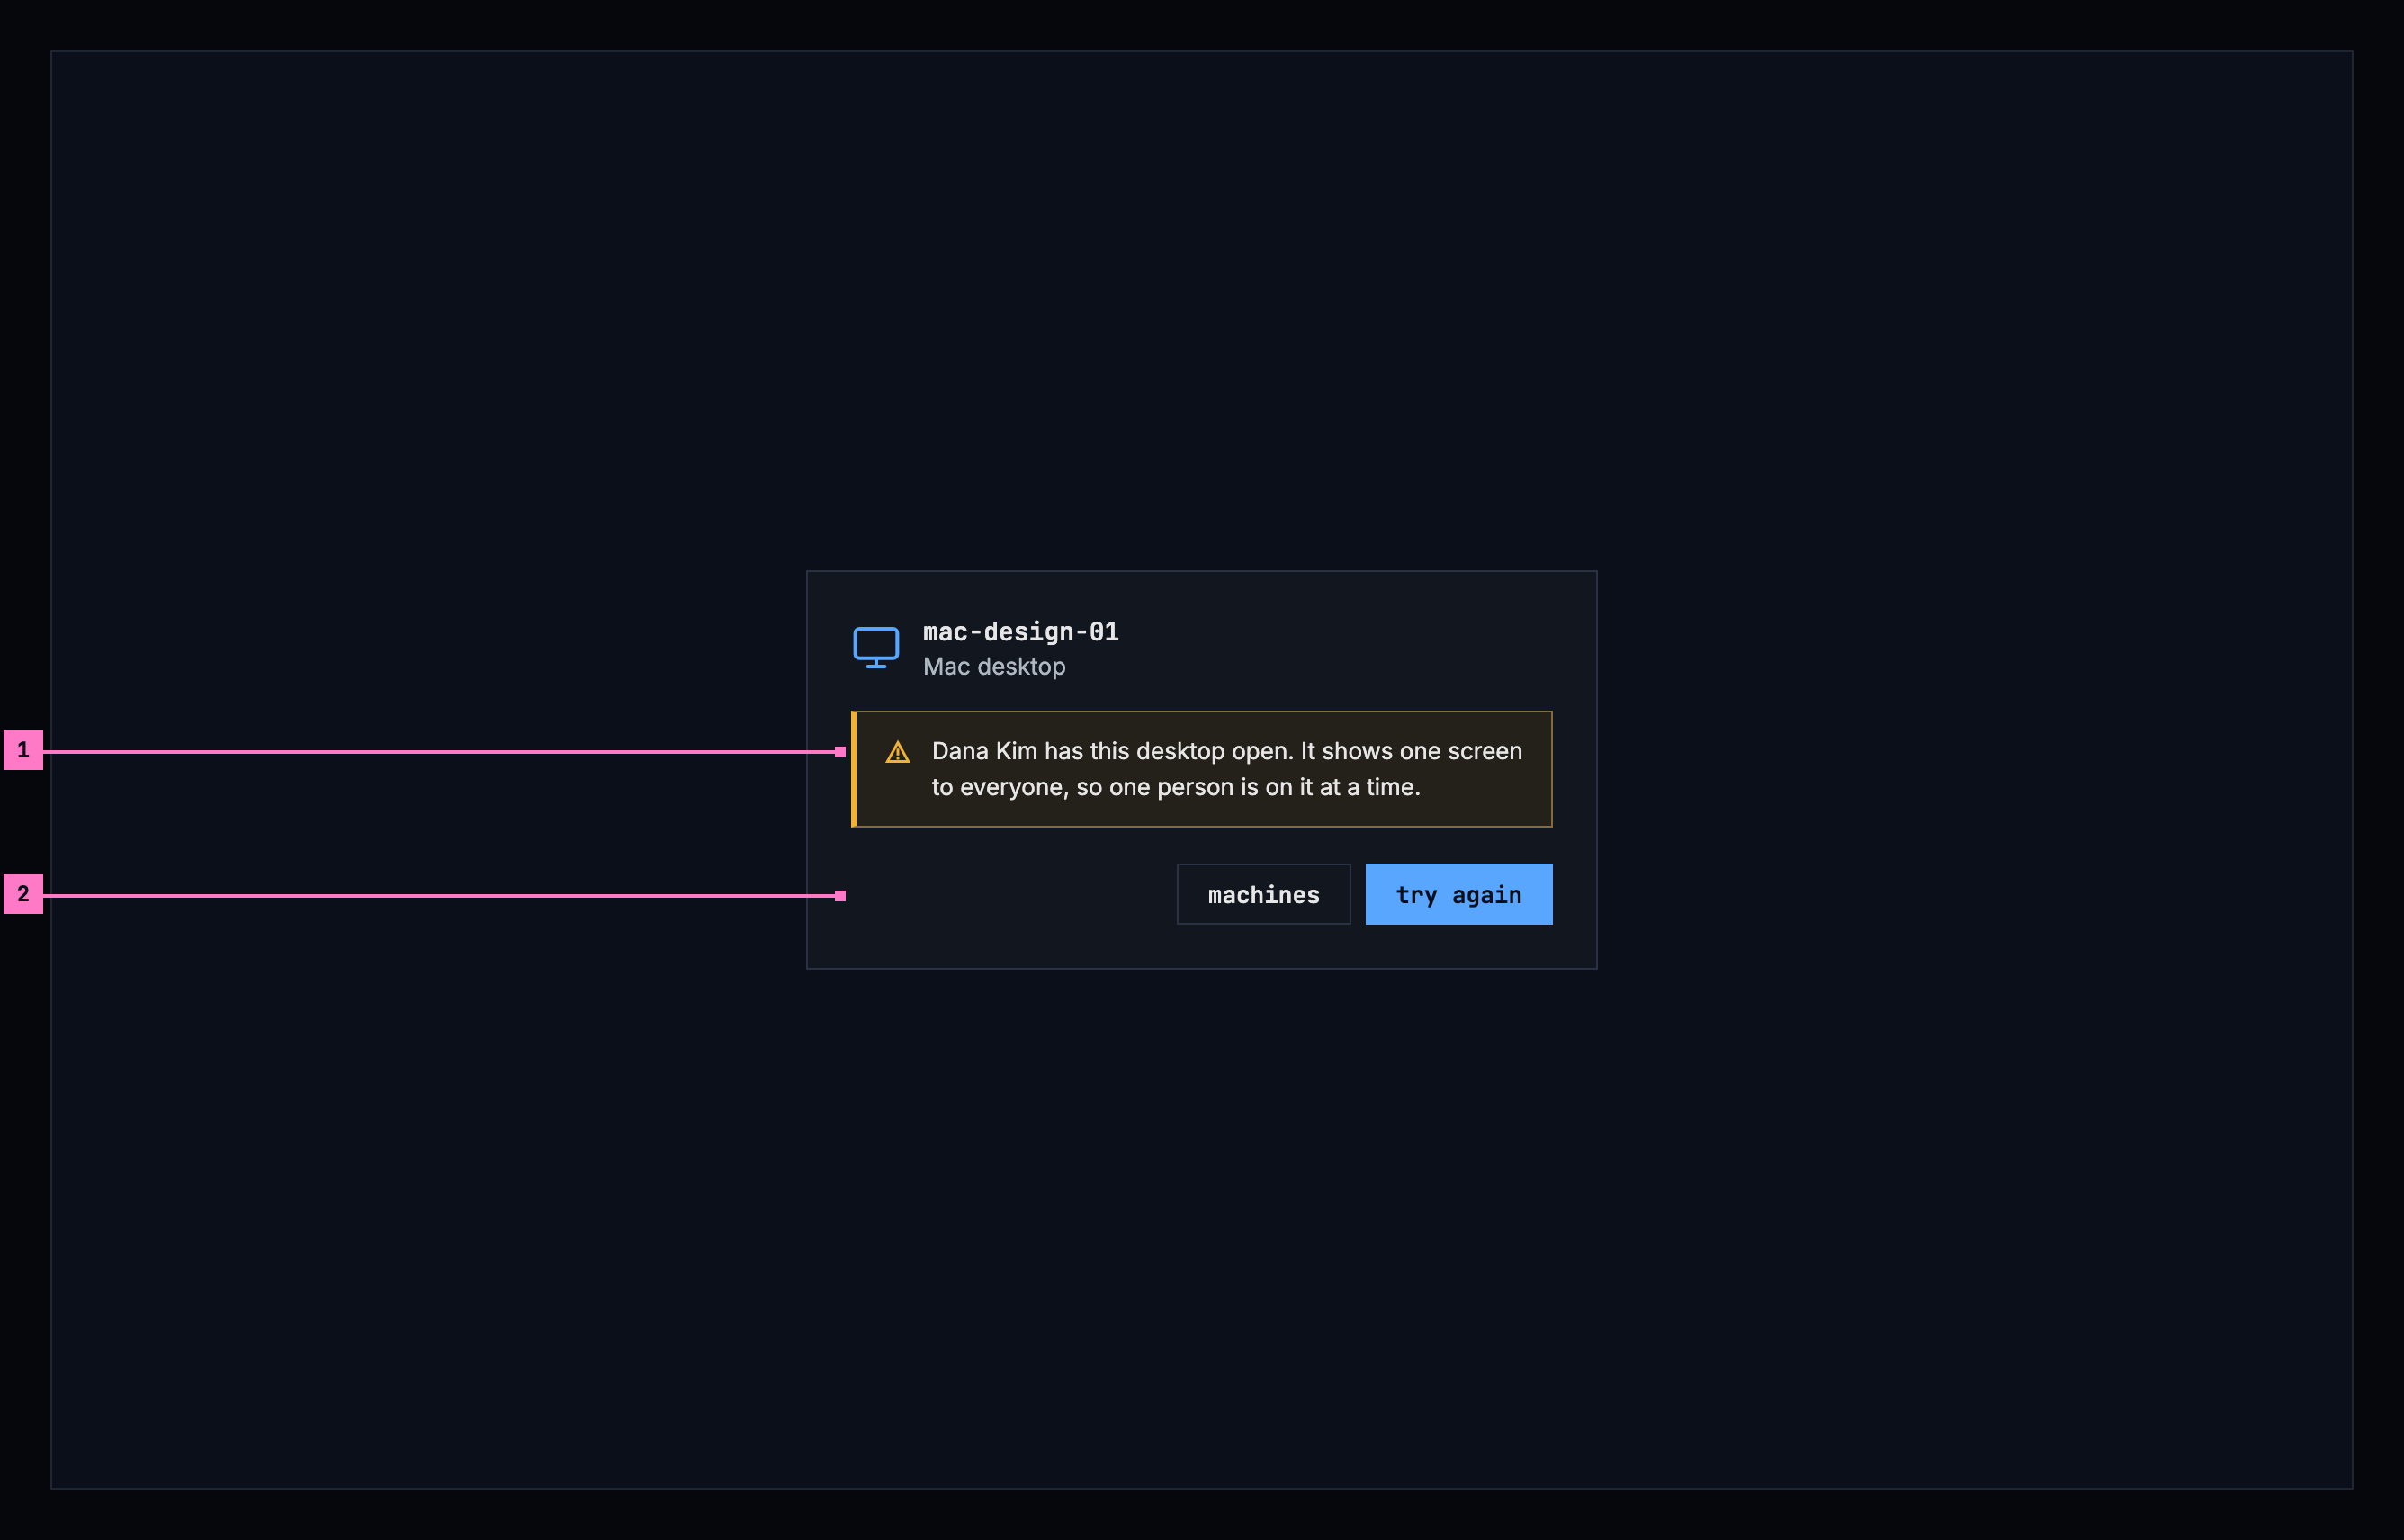 mac-design-01
Mac desktop
1
Dana Kim has this desktop open. It shows one screen
to everyone, so one person is on it at a time.
2
machines
try again